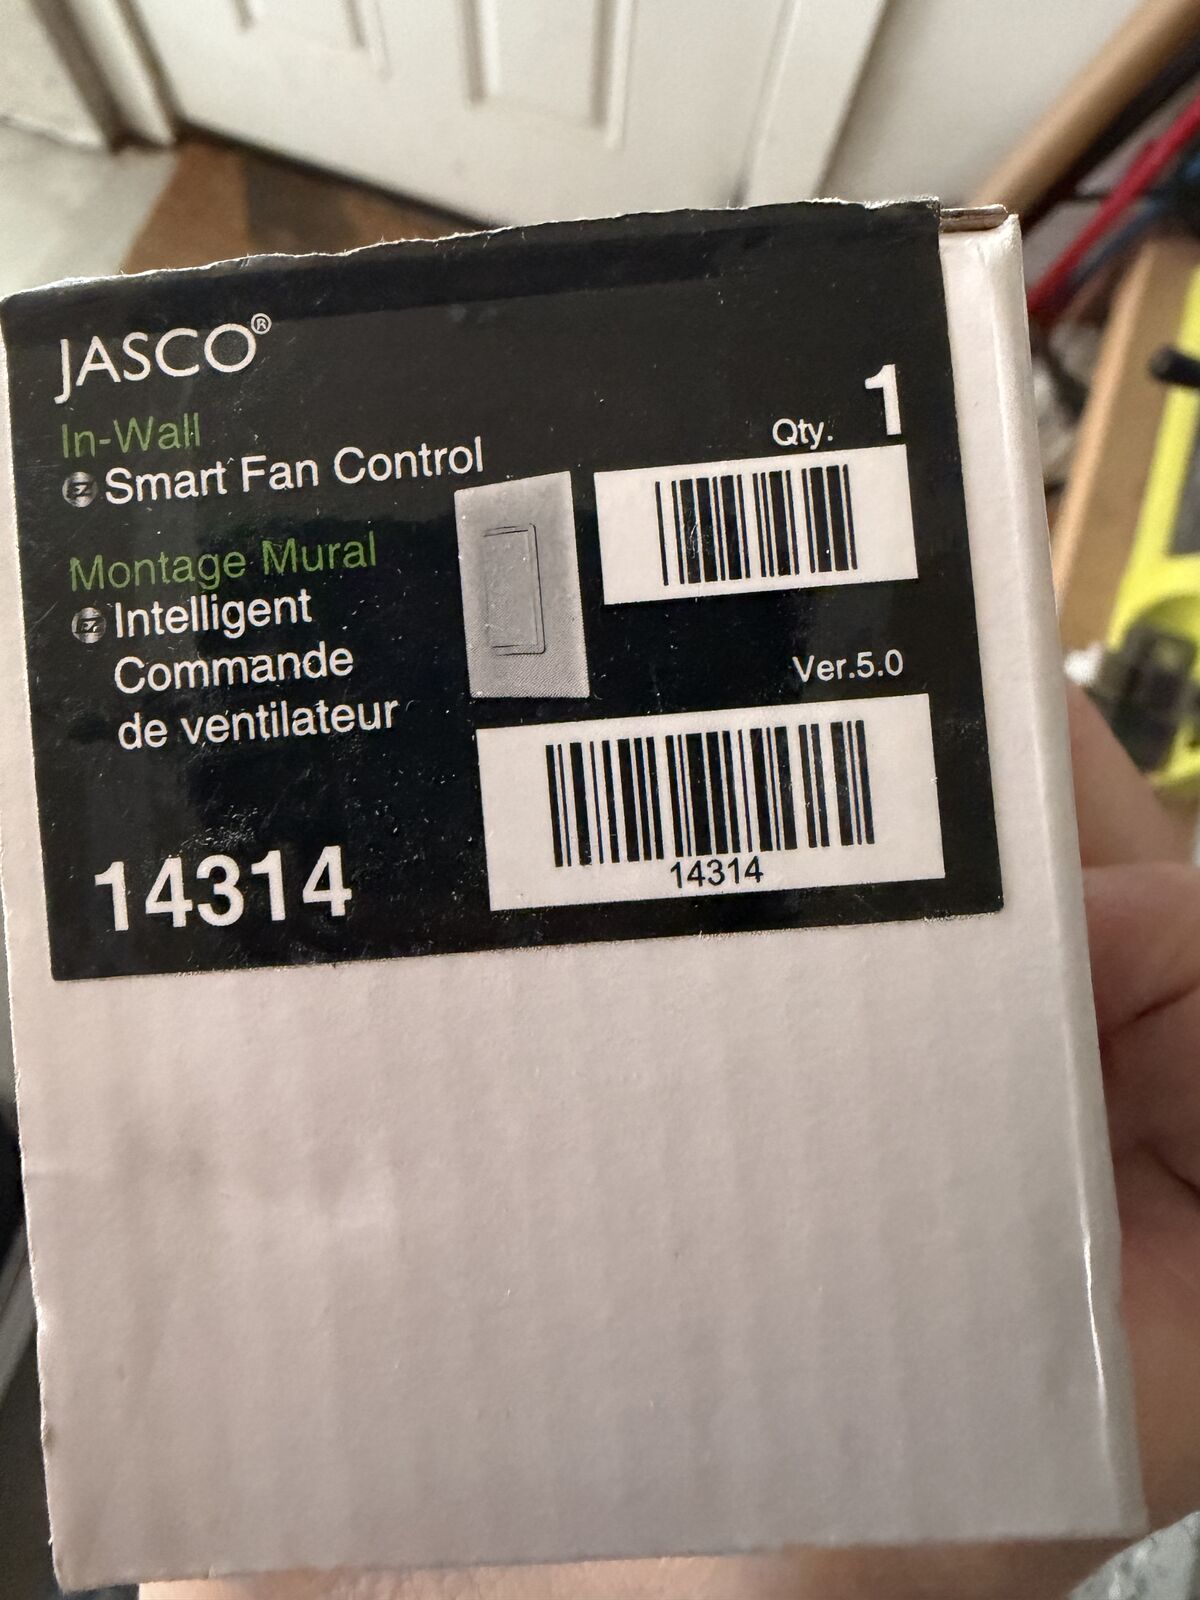 JASCO®
In-Wall
Smart Fan Control
Montage Mural
Intelligent
Commande
de ventilateur
14314
Qty. 1
Ver.5.0
14314